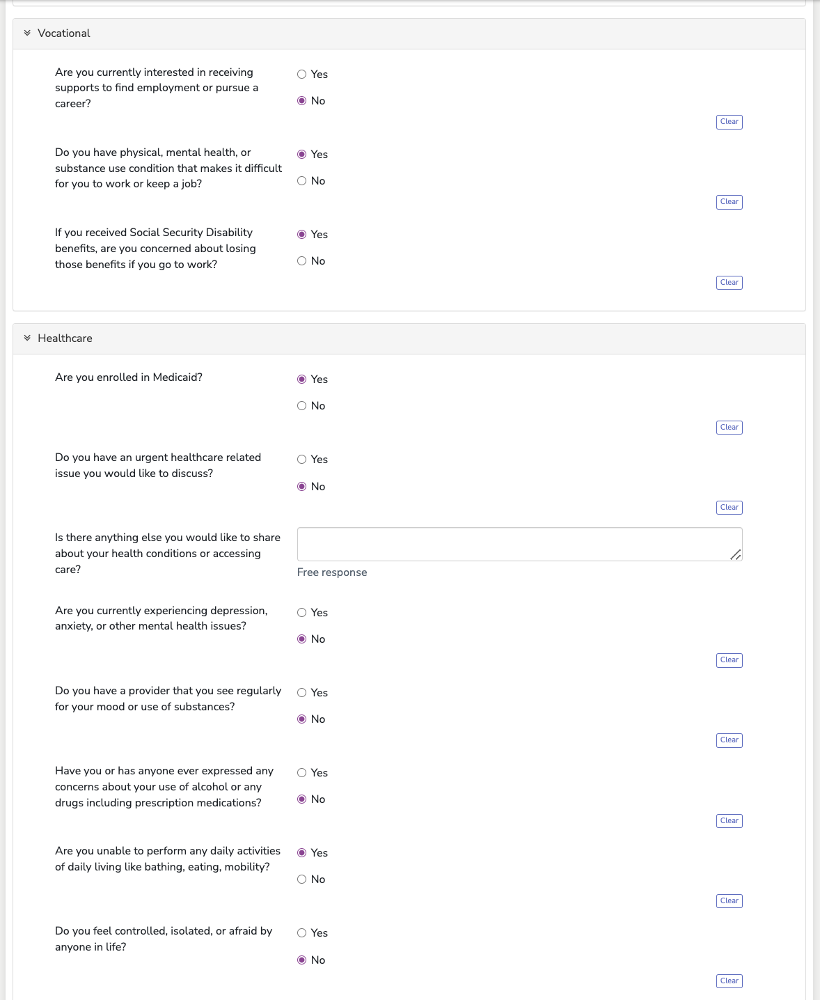 Vocational
Are you currently interested in receiving
supports to find employment or pursue a
career?
Yes
No
Clear
Do you have physical, mental health, or
substance use condition that makes it difficult
for you to work or keep a job?
Yes
No
Clear
If you received Social Security Disability
benefits, are you concerned about losing
those benefits if you go to work?
Yes
No
Clear
Healthcare
Are you enrolled in Medicaid?
Yes
No
Clear
Do you have an urgent healthcare related
issue you would like to discuss?
Yes
No
Clear
Is there anything else you would like to share
about your health conditions or accessing
care?
Free response
Are you currently experiencing depression,
anxiety, or other mental health issues?
Yes
No
Clear
Do you have a provider that you see regularly
for your mood or use of substances?
Yes
No
Clear
Have you or has anyone ever expressed any
concerns about your use of alcohol or any
drugs including prescription medications?
Yes
No
Clear
Are you unable to perform any daily activities
of daily living like bathing, eating, mobility?
Yes
No
Clear
Do you feel controlled, isolated, or afraid by
anyone in life?
Yes
No
Clear